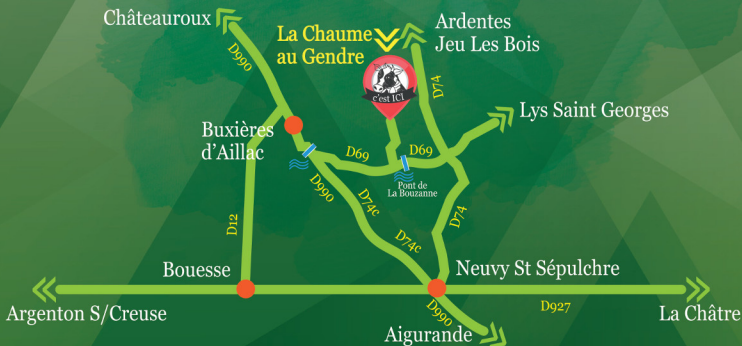 Châteauroux
D990
La Chaume
au Gendre
Ardentes
Jeu Les Bois
D74
c'est ICI
Lys Saint Georges
Buxières
d'Aillac
D69
D69
Pont de
La Bouzanne
D990
D74c
D12
D74
D74c
Bouesse
Neuvy St Sépulchre
Argenton S/Creuse
D990
D927
La Châtre
Aigurande